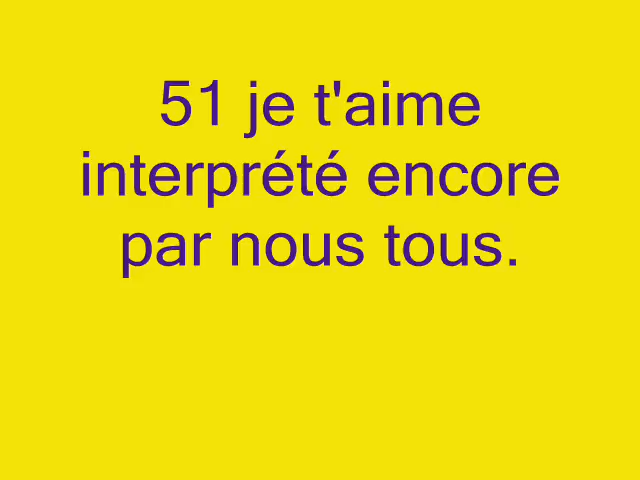 51 je t'aime
interprété encore
par nous tous.